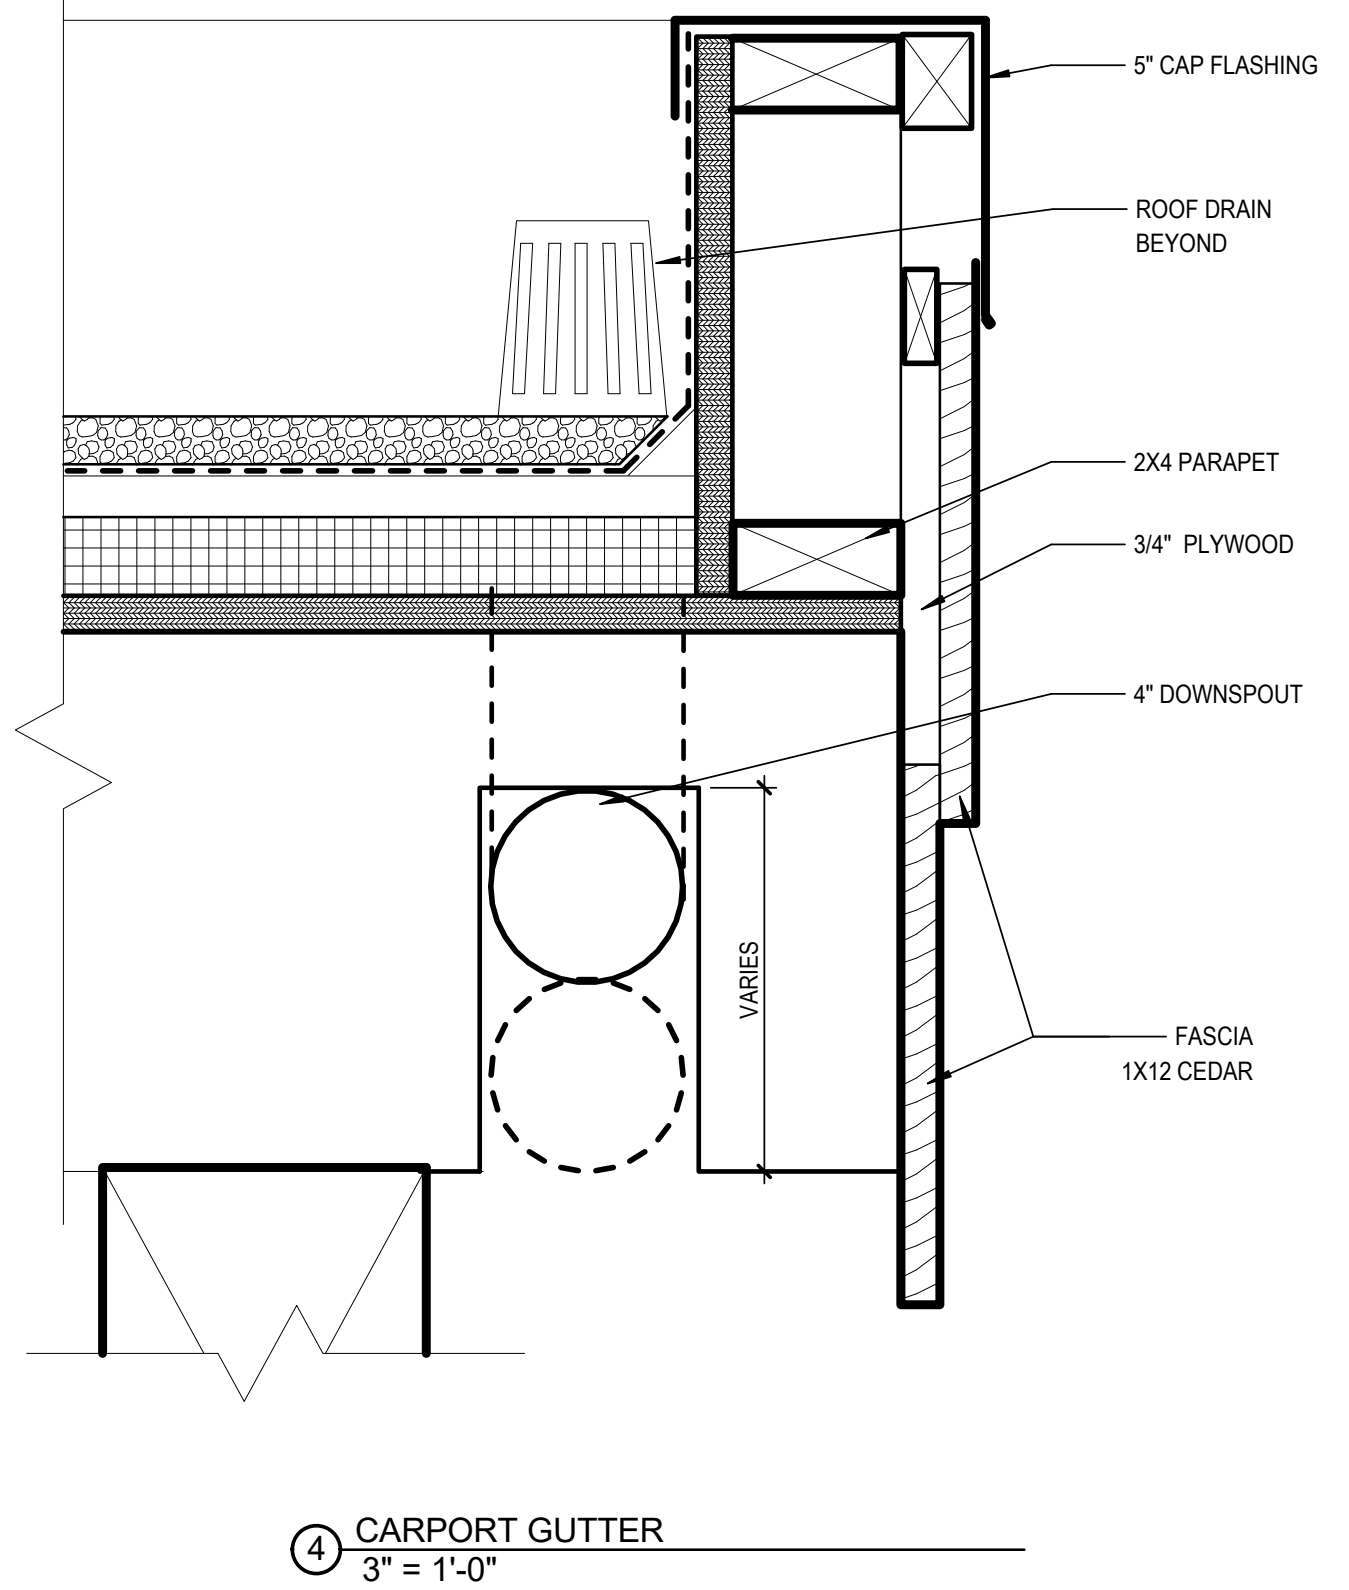 5" CAP FLASHING
ROOF DRAIN
BEYOND
2X4 PARAPET
3/4" PLYWOOD
4" DOWNSPOUT
VARIES
FASCIA
1X12 CEDAR
4
CARPORT GUTTER
3" = 1'-0"